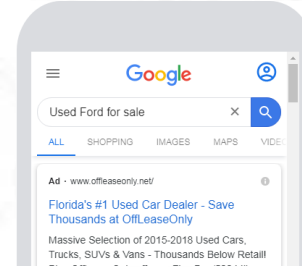 Google
Used Ford for sale
ALL SHOPPING IMAGES MAPS
Ad · www.offleaseonly.net/
Florida's #1 Used Car Dealer - Save
Thousands at OffLeaseOnly
Massive Selection of 2015-2018 Used Cars,
Trucks, SUVs & Vans - Thousands Below Retail!